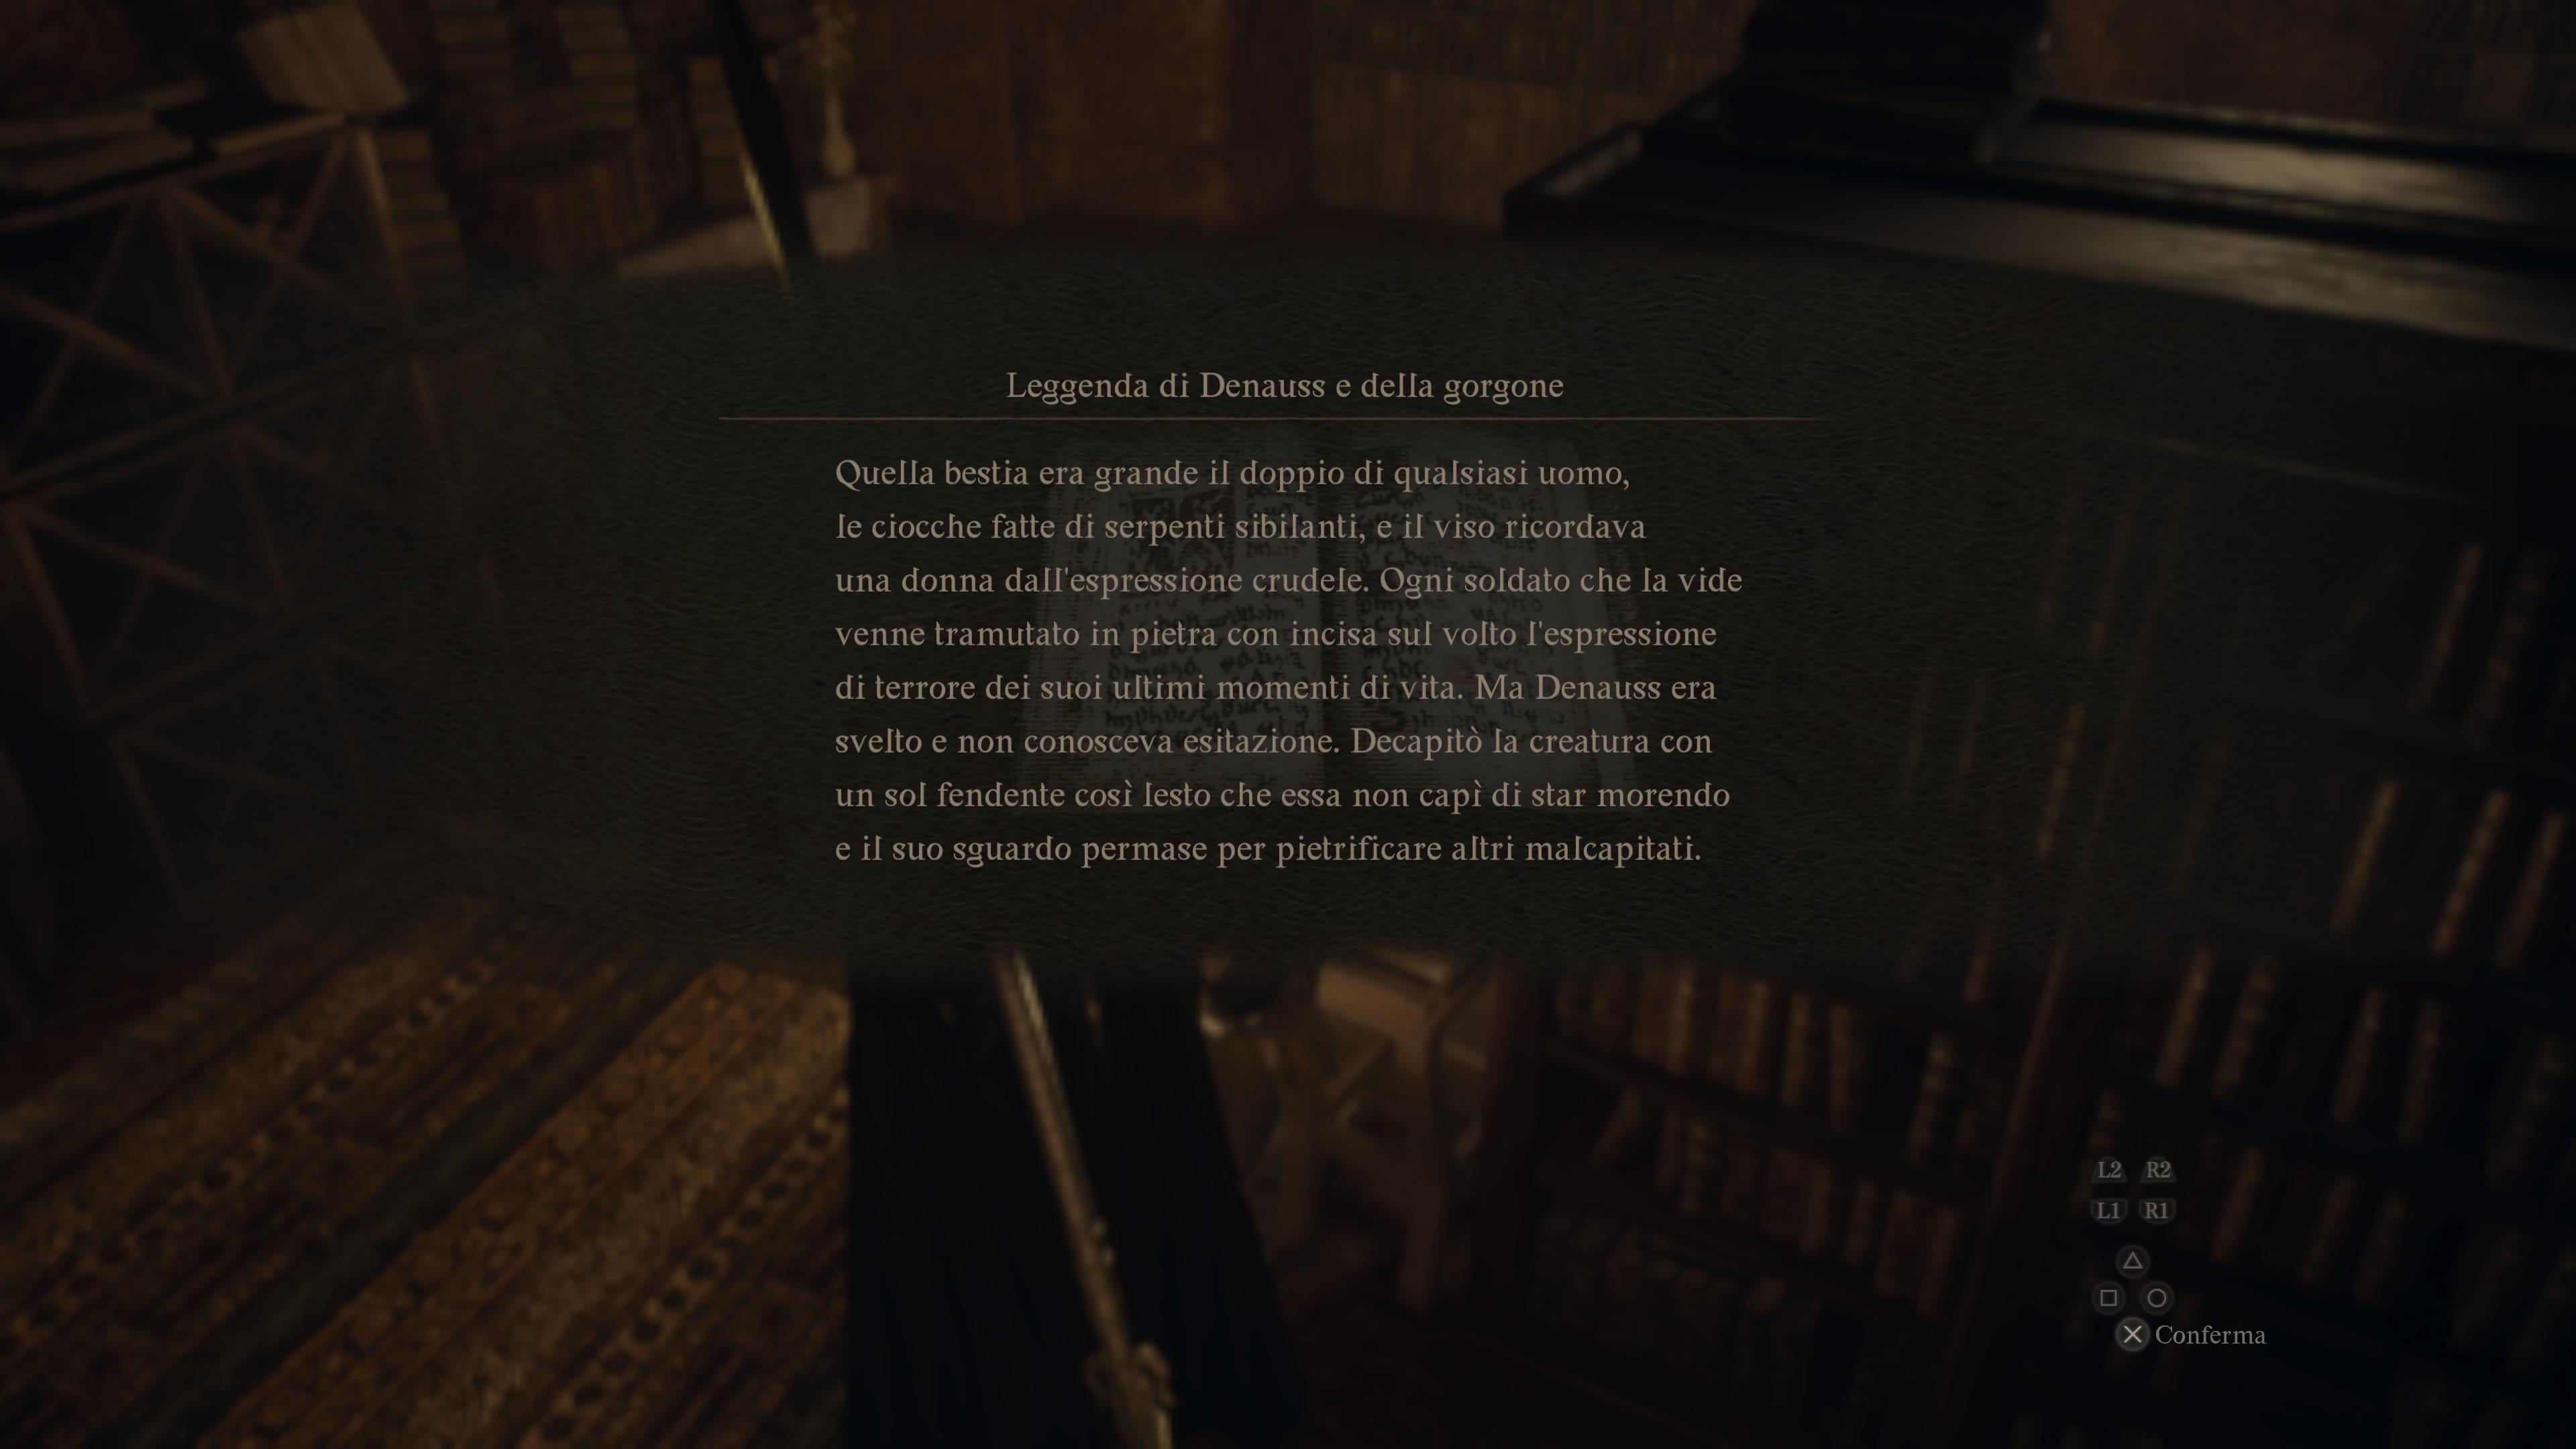 Leggenda di Denauss e della gorgone
Quella bestia era grande il doppio di qualsiasi uomo,
le ciocche fatte di serpenti sibilanti, e il viso ricordava
una donna dall'espressione crudele. Ogni soldato che la vide
venne tramutato in pietra con incisa sul volto l'espressione
di terrore dei suoi ultimi momenti di vita. Ma Denauss era
svelto e non conosceva esitazione. Decapitò la creatura con
un sol fendente così lesto che essa non capì di star morendo
e il suo sguardo permase per pietrificare altri malcapitati.
L2 R2
L1 R1
Conferma